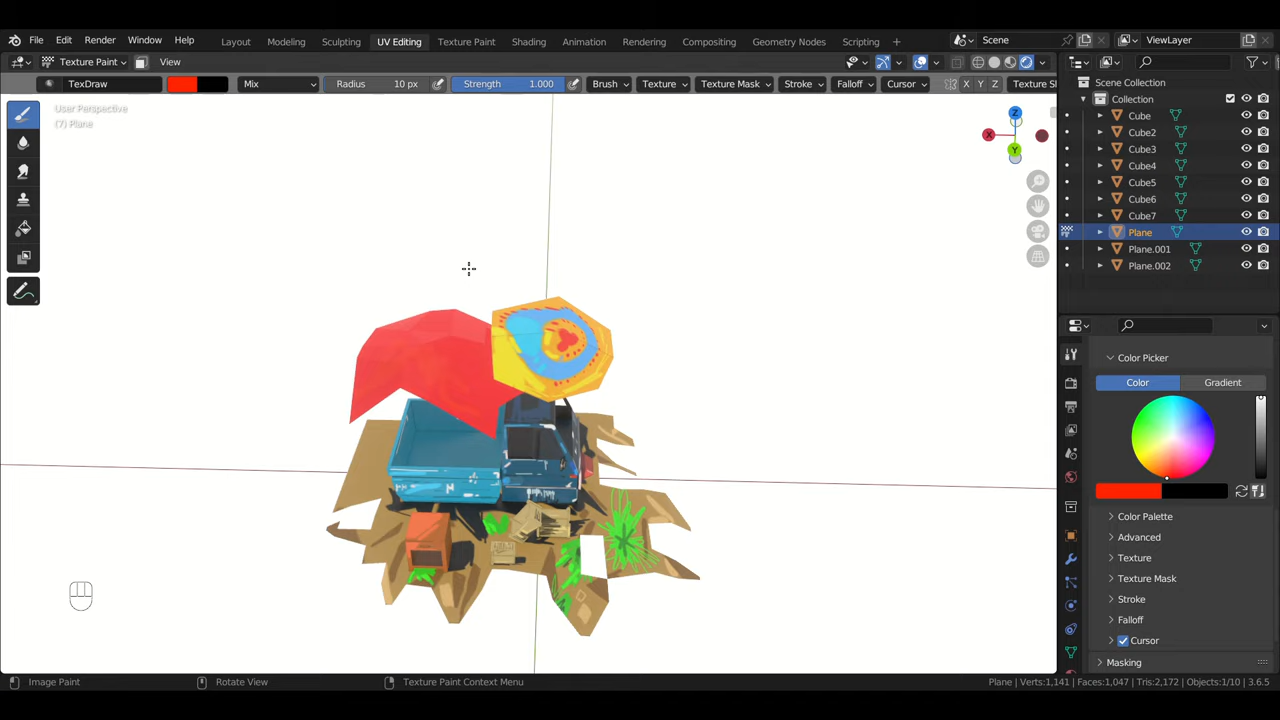 File Edit Render Window Help Layout Modeling Sculpting UV Editing Texture Paint Shading Animation Rendering Compositing Geometry Nodes Scripting + Scene ViewLayer
Texture Paint View
TexDraw Mix Radius 10 px Strength 1.000 Brush Texture Texture Mask Stroke Falloff Cursor X Y Z Texture Sl
User Perspective
(7) Plane
Z
X
Y
Scene Collection
Collection
Cube
Cube2
Cube3
Cube4
Cube5
Cube6
Cube7
Plane
Plane.001
Plane.002
Color Picker
Color Gradient
Color Palette
Advanced
Texture
Texture Mask
Stroke
Falloff
Cursor
Masking
Image Paint Rotate View Texture Paint Context Menu Plane | Verts:1,141 | Faces:1,047 | Tris:2,172 | Objects:1/10 | 3.6.5